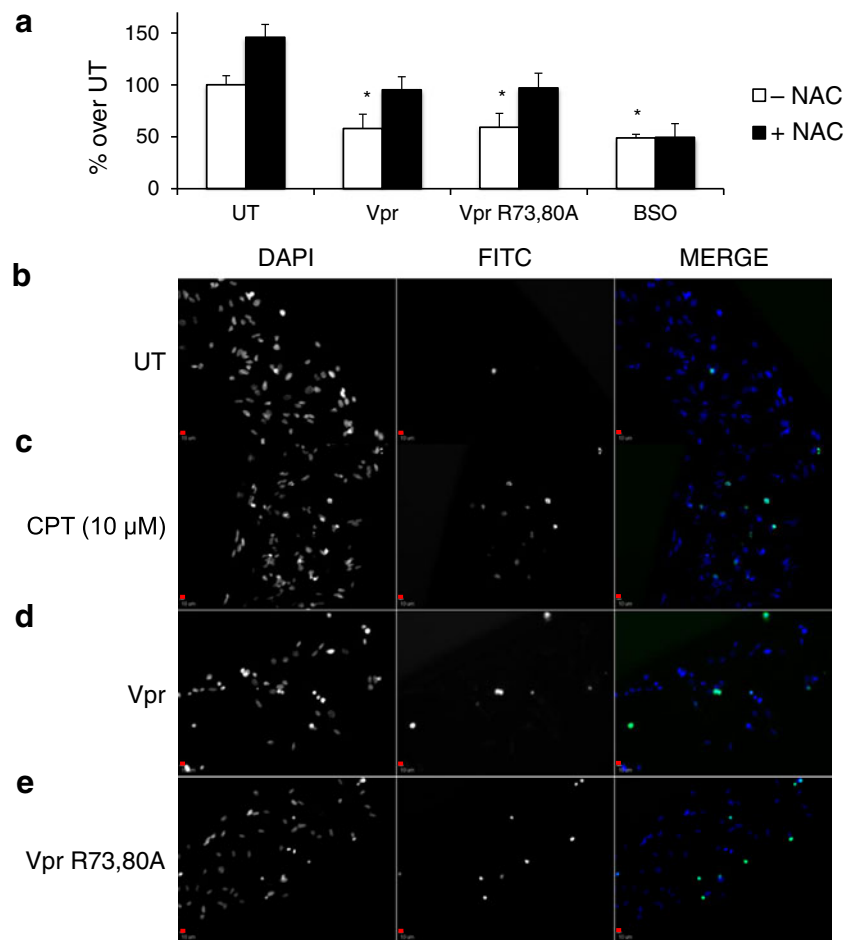 a
% over UT
150
100
50
0
*
*
*
– NAC
+ NAC
UT
Vpr
Vpr R73,80A
BSO
b
DAPI
FITC
MERGE
UT
c
CPT (10 µM)
d
Vpr
e
Vpr R73,80A